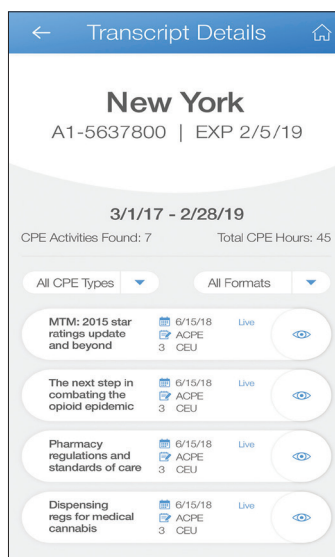 Transcript Details
New York
A1-5637800 | EXP 2/5/19
3/1/17 - 2/28/19
CPE Activities Found: 7 Total CPE Hours: 45
All CPE Types All Formats
MTM: 2015 star 6/15/18 Live
ratings update ACPE
and beyond 3 CEU
The next step in 6/15/18 Live
combating the ACPE
opioid epidemic 3 CEU
Pharmacy 6/15/18 Live
regulations and ACPE
standards of care 3 CEU
Dispensing 6/15/18 Live
regs for medical ACPE
cannabis 3 CEU